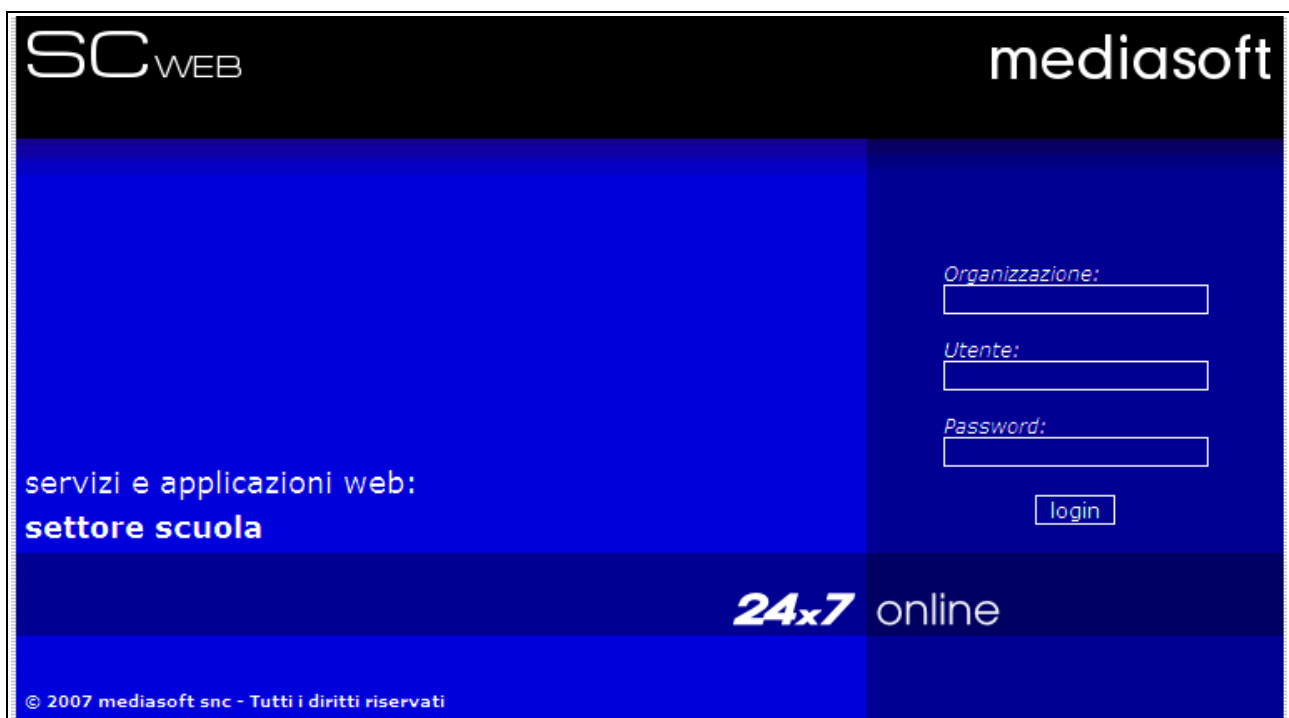 SCWEB
mediasoft
Organizzazione:
Utente:
Password:
login
servizi e applicazioni web:
settore scuola
24x7 online
© 2007 mediasoft snc - Tutti i diritti riservati